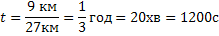 t = 9 км / 27км = 1/3 год = 20хв = 1200с